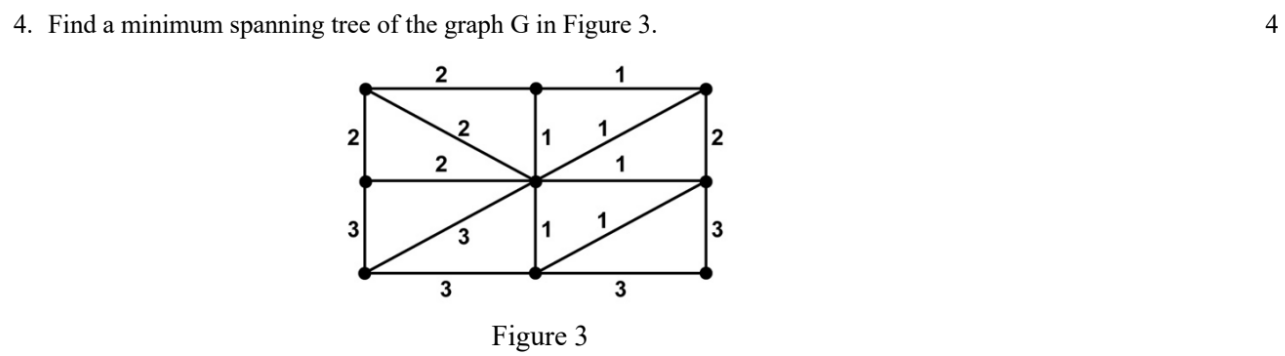 4. Find a minimum spanning tree of the graph G in Figure 3. 4
2 1
2 2 1 1 2
2 1
3 3 1 1 3
3 3
Figure 3